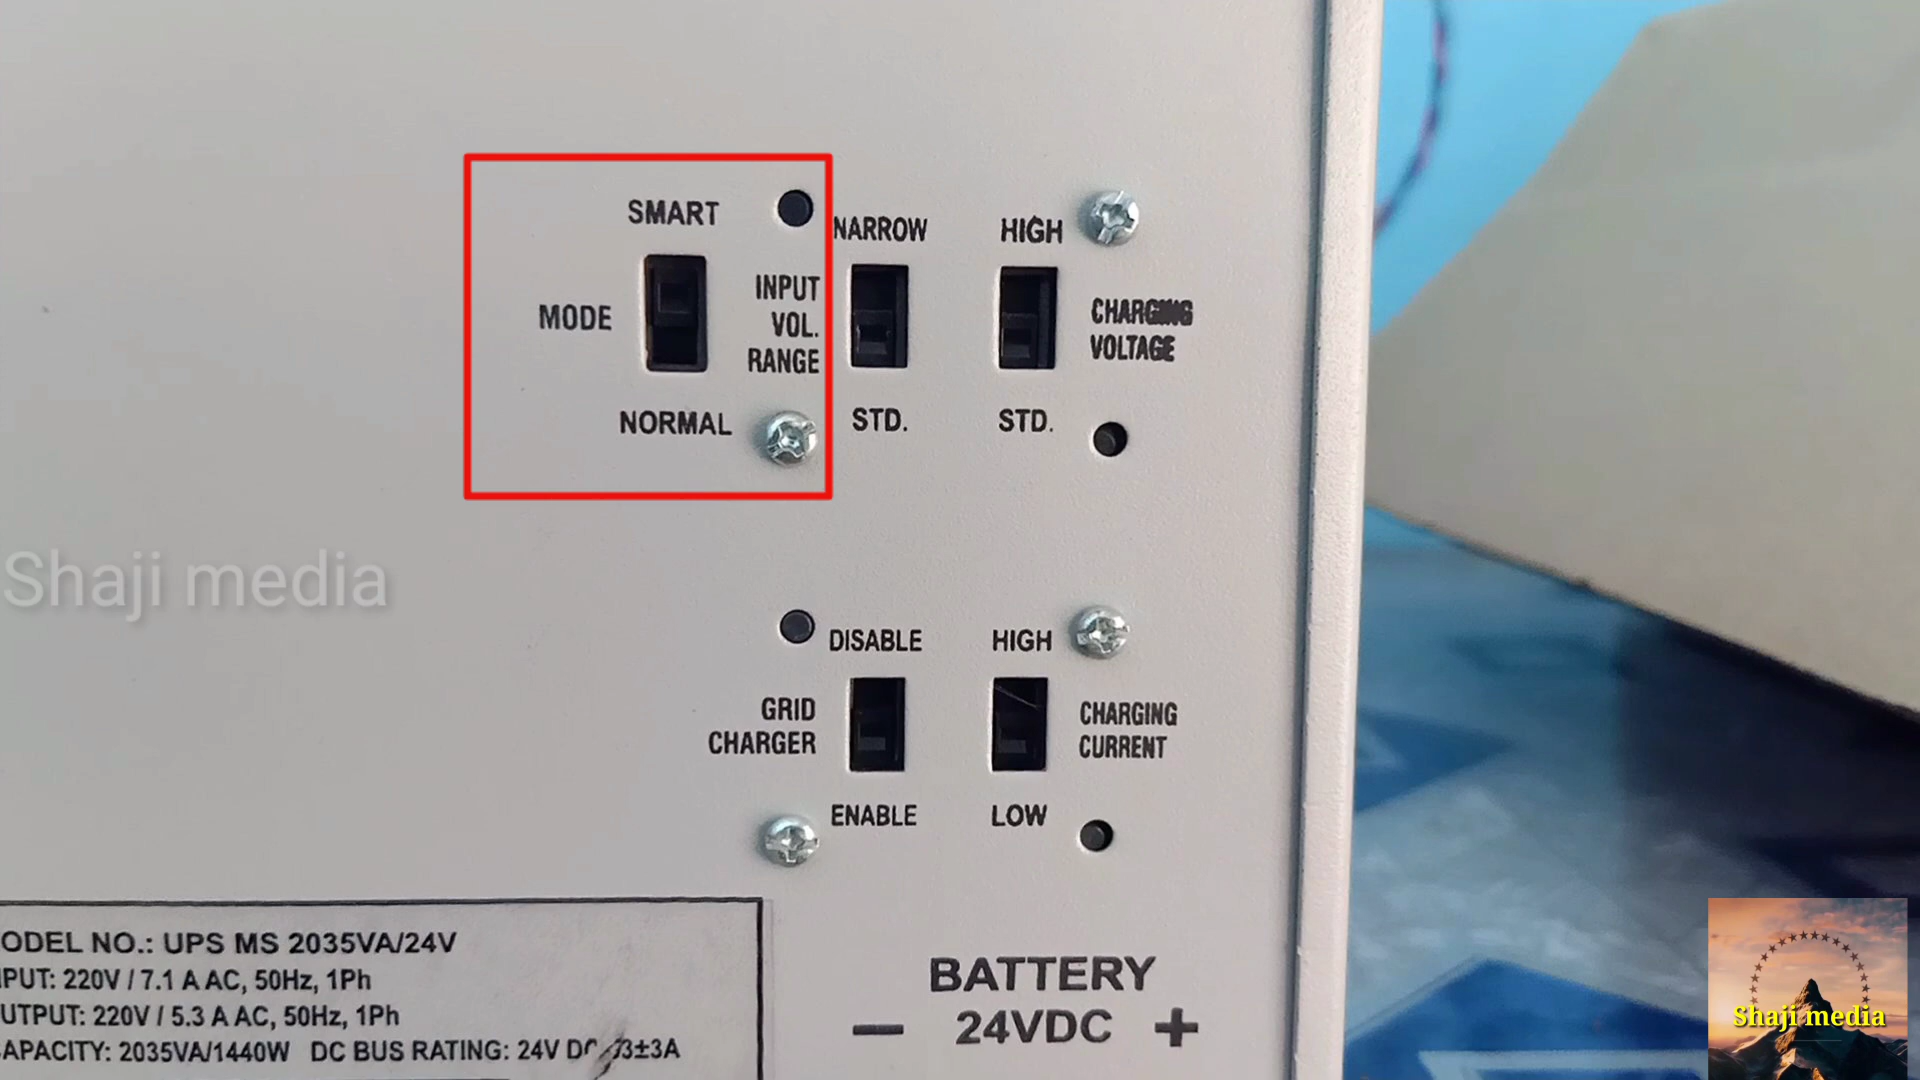 SMART
NARROW
HIGH
MODE
INPUT
VOL.
RANGE
CHARGING
VOLTAGE
NORMAL
STD.
STD.
Shaji media
DISABLE
HIGH
GRID
CHARGER
CHARGING
CURRENT
ENABLE
LOW
ODEL NO.: UPS MS 2035VA/24V
PUT: 220V / 7.1 A AC, 50Hz, 1Ph
UTPUT: 220V / 5.3 A AC, 50Hz, 1Ph
APACITY: 2035VA/1440W DC BUS RATING: 24V
BATTERY
— 24VDC +
Shaji media